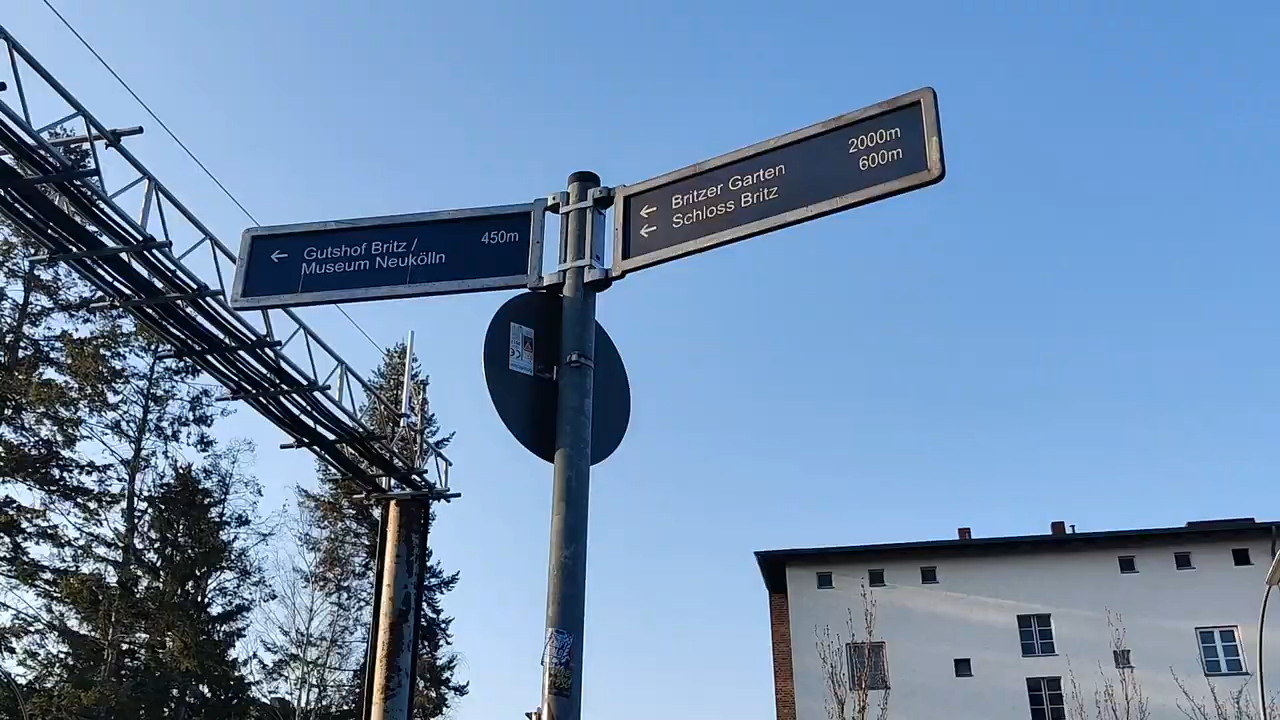 ← Gutshof Britz / 450m
Museum Neukölln
← Britzer Garten 2000m
← Schloss Britz 600m